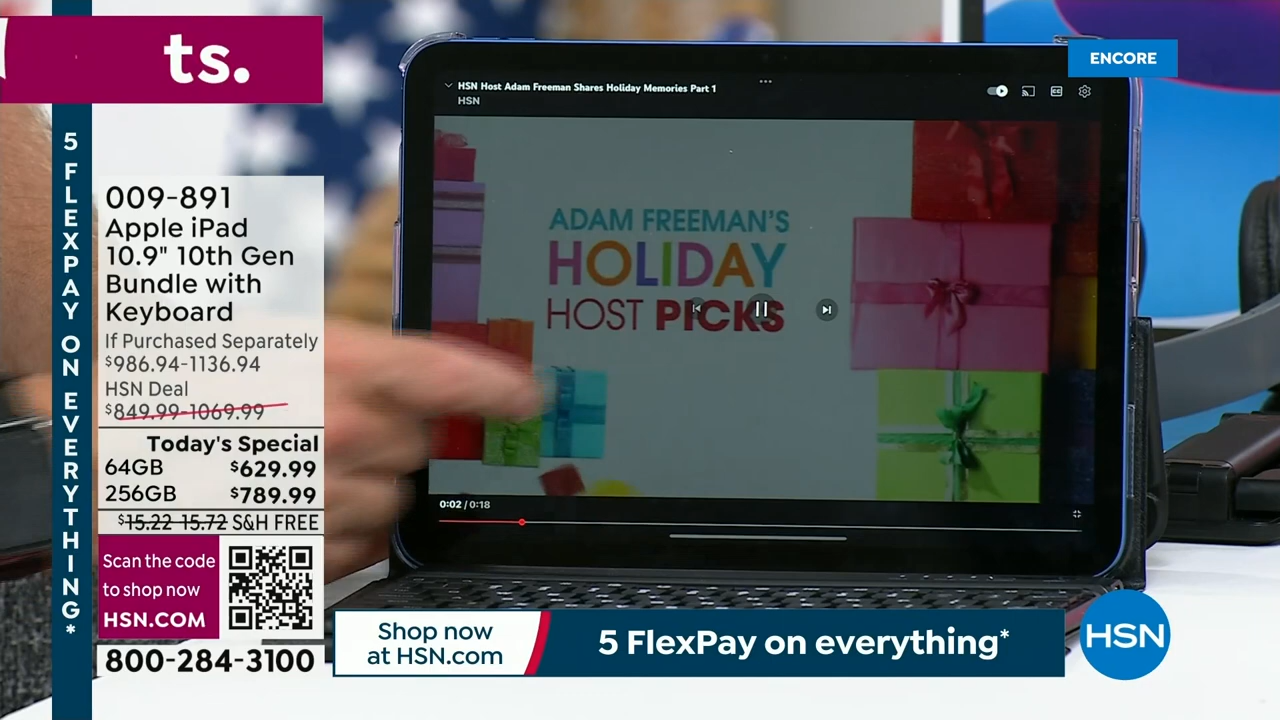 ts.
ENCORE
HSN Host Adam Freeman Shares Holiday Memories Part 1
HSN
CC
ADAM FREEMAN'S
HOLIDAY
HOST PICKS
0:02 / 0:18
5 FLEXPAY ON EVERYTHING*
009-891
Apple iPad
10.9" 10th Gen
Bundle with
Keyboard
If Purchased Separately
$986.94-1136.94
HSN Deal
$849.99-1069.99
Today's Special
64GB $629.99
256GB $789.99
$15.22-15.72 S&H FREE
Scan the code
to shop now
HSN.COM
800-284-3100
Shop now
at HSN.com
5 FlexPay on everything*
HSN